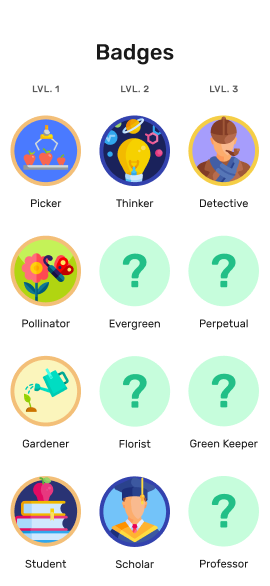 Badges
LVL. 1 LVL. 2 LVL. 3
Picker Thinker Detective
? ?
Pollinator Evergreen Perpetual
? ?
Gardener Florist Green Keeper
?
Student Scholar Professor